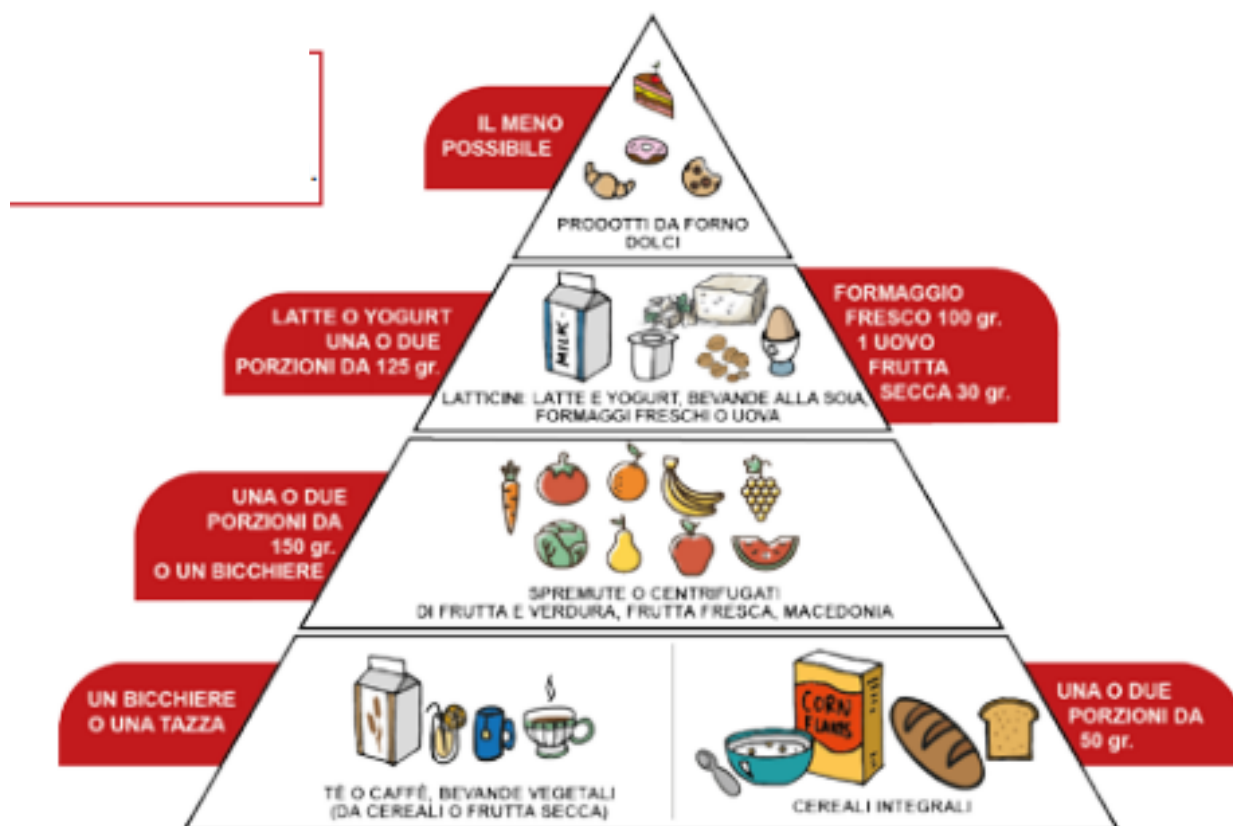 IL MENO
POSSIBILE
PRODOTTI DA FORNO
DOLCI
LATTE O YOGURT
UNA O DUE
PORZIONI DA 125 gr.
MILK
FORMAGGIO
FRESCO 100 gr.
1 UOVO
FRUTTA
SECCA 30 gr.
LATTICINI: LATTE E YOGURT, BEVANDE ALLA SOIA,
FORMAGGI FRESCHI O UOVA
UNA O DUE
PORZIONI DA
150 gr.
O UN BICCHIERE
SPREMUTE O CENTRIFUGATI
DI FRUTTA E VERDURA, FRUTTA FRESCA, MACEDONIA
UN BICCHIERE
O UNA TAZZA
TÈ O CAFFÈ, BEVANDE VEGETALI
(DA CEREALI O FRUTTA SECCA)
CORN
FLAKES
CEREALI INTEGRALI
UNA O DUE
PORZIONI DA
50 gr.